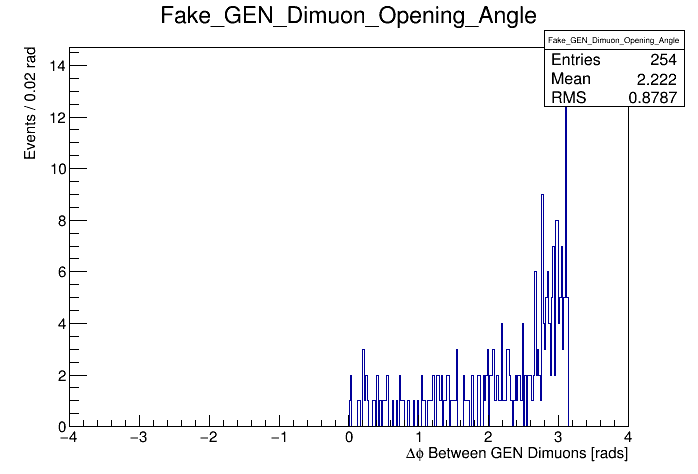 Fake_GEN_Dimuon_Opening_Angle
Fake_GEN_Dimuon_Opening_Angle
Entries 254
Mean 2.222
RMS 0.8787
Events / 0.02 rad
14
12
10
8
6
4
2
0
−4 −3 −2 −1 0 1 2 3 4
Δϕ Between GEN Dimuons [rads]